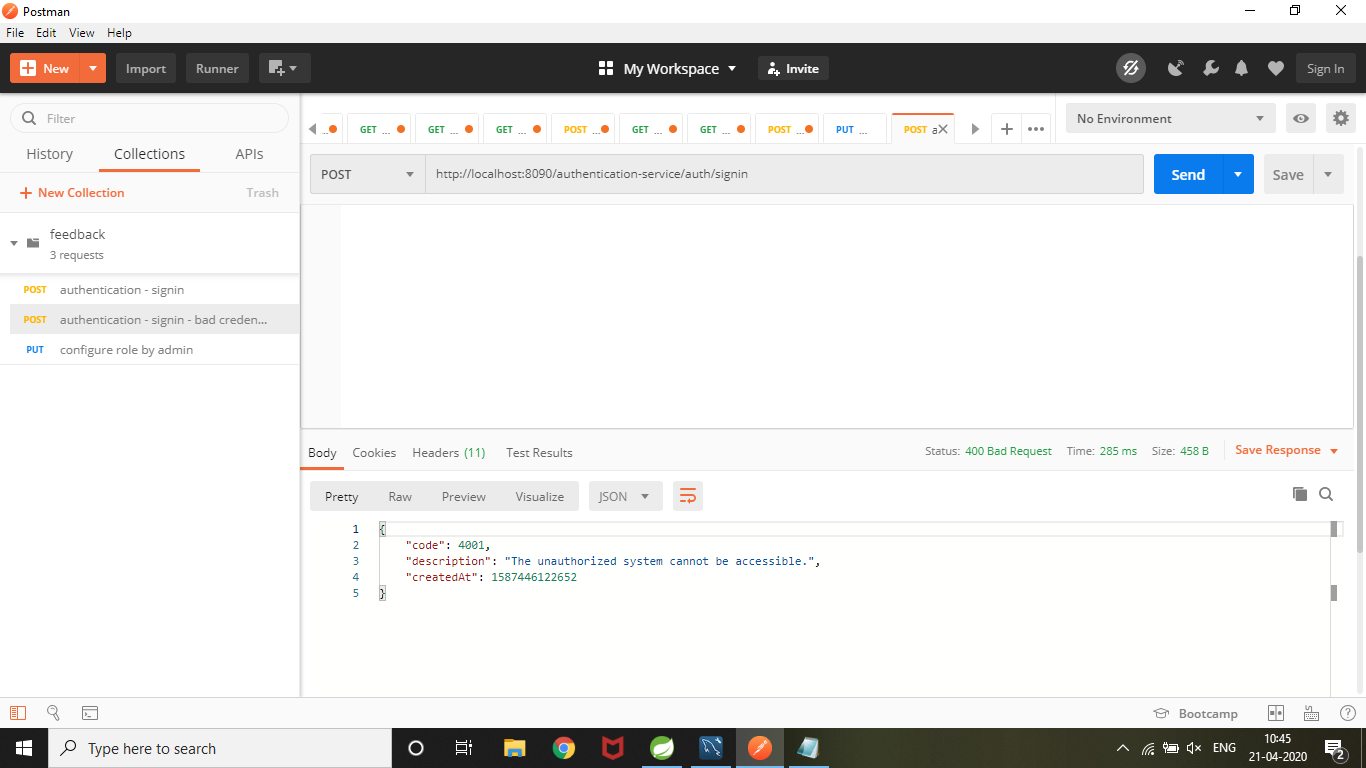 Postman
File Edit View Help
New Import Runner My Workspace Invite Sign In
Filter
History Collections APIs
New Collection Trash
feedback
3 requests
POST authentication - signin
POST authentication - signin - bad creden...
PUT configure role by admin
... GET ... GET ... GET ... POST ... GET ... GET ... POST ... PUT ... POST a
No Environment
POST http://localhost:8090/authentication-service/auth/signin Send Save
Body Cookies Headers (11) Test Results Status: 400 Bad Request Time: 285 ms Size: 458 B Save Response
Pretty Raw Preview Visualize JSON
1 {
2 "code": 4001,
3 "description": "The unauthorized system cannot be accessible.",
4 "createdAt": 1587446122652
5 }
Bootcamp
Type here to search
ENG
10:45
21-04-2020
2